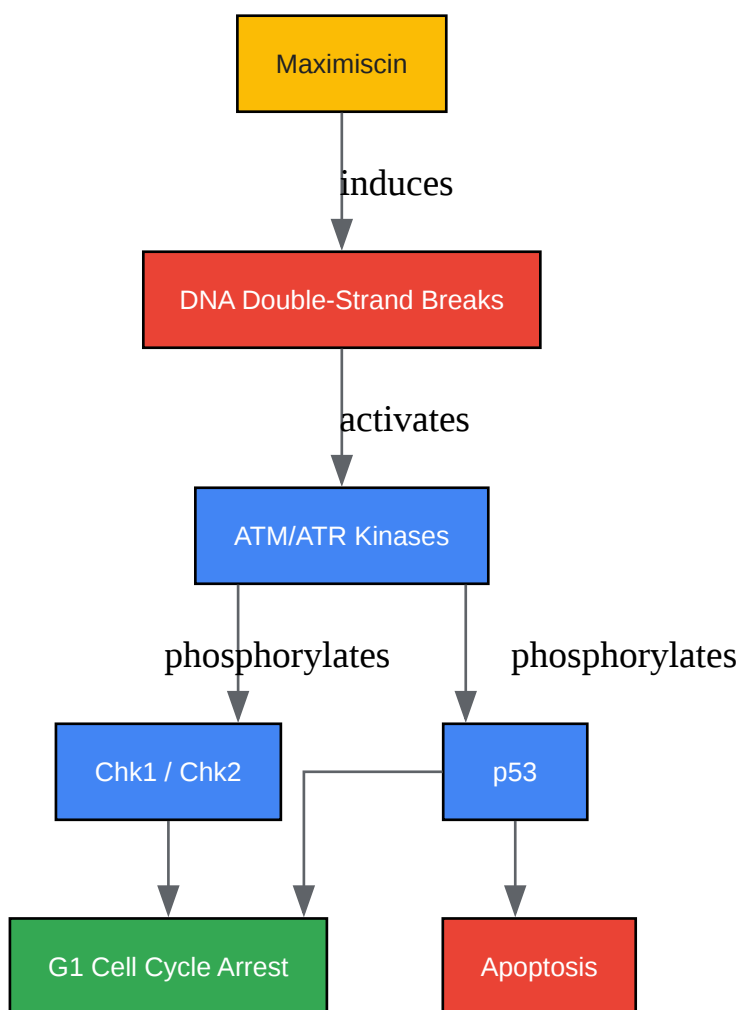 Maximiscin
induces
DNA Double-Strand Breaks
activates
ATM/ATR Kinases
phosphorylates
phosphorylates
Chk1 / Chk2
p53
G1 Cell Cycle Arrest
Apoptosis